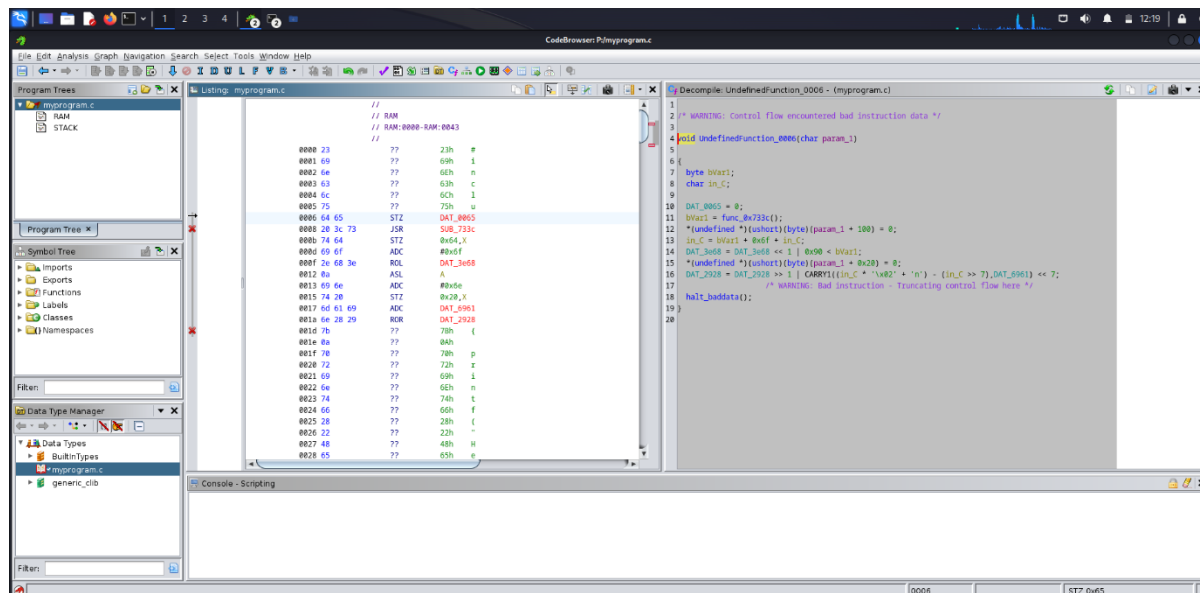 1 2 3 4 2 2 12:19
CodeBrowser: P:/myprogram.c
File Edit Analysis Graph Navigation Search Select Tools Window Help
I D U L F V B
Program Trees
myprogram.c
RAM
STACK
Program Tree ×
Symbol Tree
Imports
Exports
Functions
Labels
Classes
Namespaces
Filter:
Data Type Manager
Data Types
BuiltInTypes
myprogram.c
generic_clib
Filter:
Listing: myprogram.c
//
// RAM
// RAM:0000-RAM:0043
//
0000 23 ?? 23h #
0001 69 ?? 69h i
0002 6e ?? 6Eh n
0003 63 ?? 63h c
0004 6c ?? 6Ch l
0005 75 ?? 75h u
0006 64 65 STZ DAT_0065
0008 20 3c 73 JSR SUB_733c
000b 74 64 STZ 0x64,X
000d 69 6f ADC #0x6f
000f 2e 68 3e ROL DAT_3e68
0012 0a ASL A
0013 69 6e ADC #0x6e
0015 74 20 STZ 0x20,X
0017 6d 61 69 ADC DAT_6961
001a 6e 28 29 ROR DAT_2928
001d 7b ?? 7Bh {
001e 0a ?? 0Ah
001f 70 ?? 70h p
0020 72 ?? 72h r
0021 69 ?? 69h i
0022 6e ?? 6Eh n
0023 74 ?? 74h t
0024 66 ?? 66h f
0025 28 ?? 28h (
0026 22 ?? 22h "
0027 48 ?? 48h H
0028 65 ?? 65h e
Decompile: UndefinedFunction_0006 - (myprogram.c)
1
2 /* WARNING: Control flow encountered bad instruction data */
3
4 void UndefinedFunction_0006(char param_1)
5
6 {
7 byte bVar1;
8 char in_C;
9
10 DAT_0065 = 0;
11 bVar1 = func_0x733c();
12 *(undefined *)(ushort)(byte)(param_1 + 100) = 0;
13 in_C = bVar1 + 0x6f + in_C;
14 DAT_3e68 = DAT_3e68 << 1 | 0x90 < bVar1;
15 *(undefined *)(ushort)(byte)(param_1 + 0x20) = 0;
16 DAT_2928 = DAT_2928 >> 1 | CARRY1((in_C * '\x02' + 'n') - (in_C >> 7),DAT_6961) << 7;
17 /* WARNING: Bad instruction - Truncating control flow here */
18 halt_baddata();
19 }
20
Console - Scripting
0006 STZ 0x65